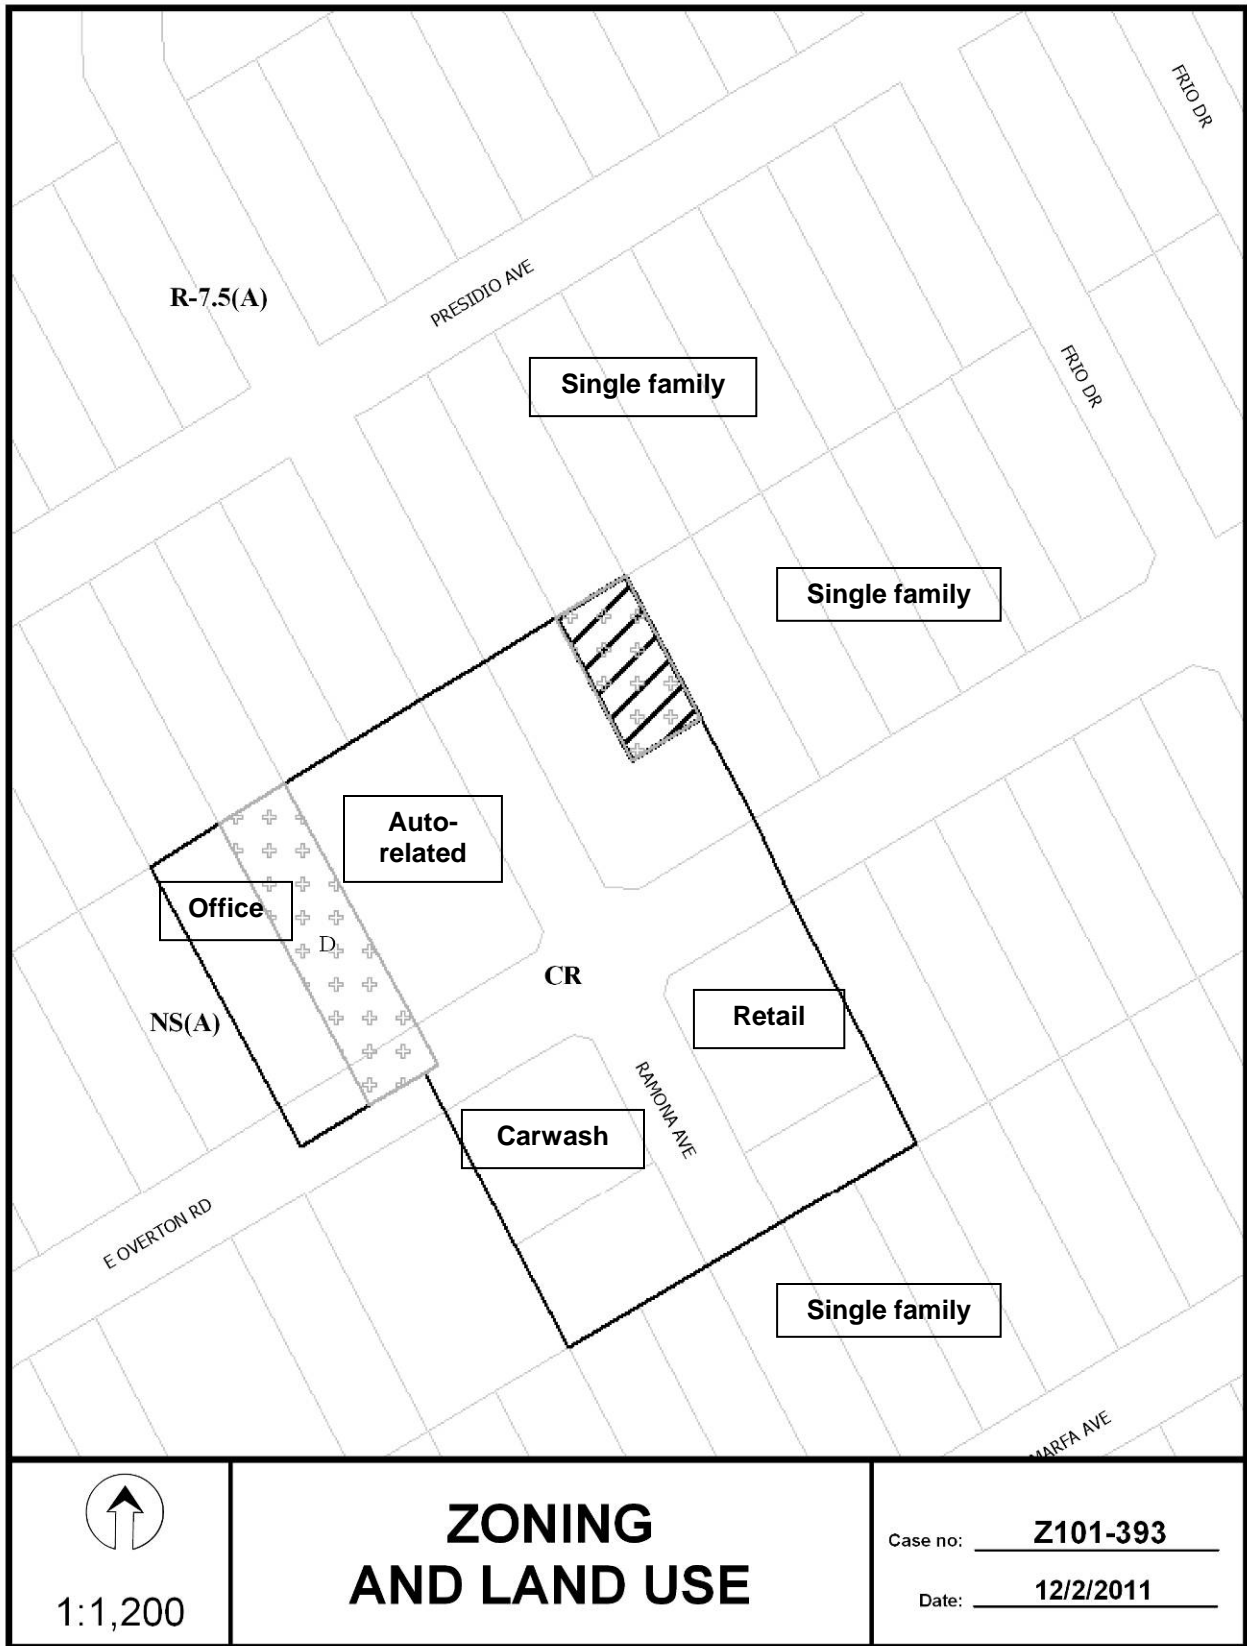 FRIO DR
R-7.5(A)
PRESIDIO AVE
FRIO DR
Single family
Single family
Auto-
related
Office
D
CR
NS(A)
Retail
RAMONA AVE
Carwash
E OVERTON RD
Single family
MARFA AVE
1:1,200
ZONING
AND LAND USE
Case no: Z101-393
Date: 12/2/2011